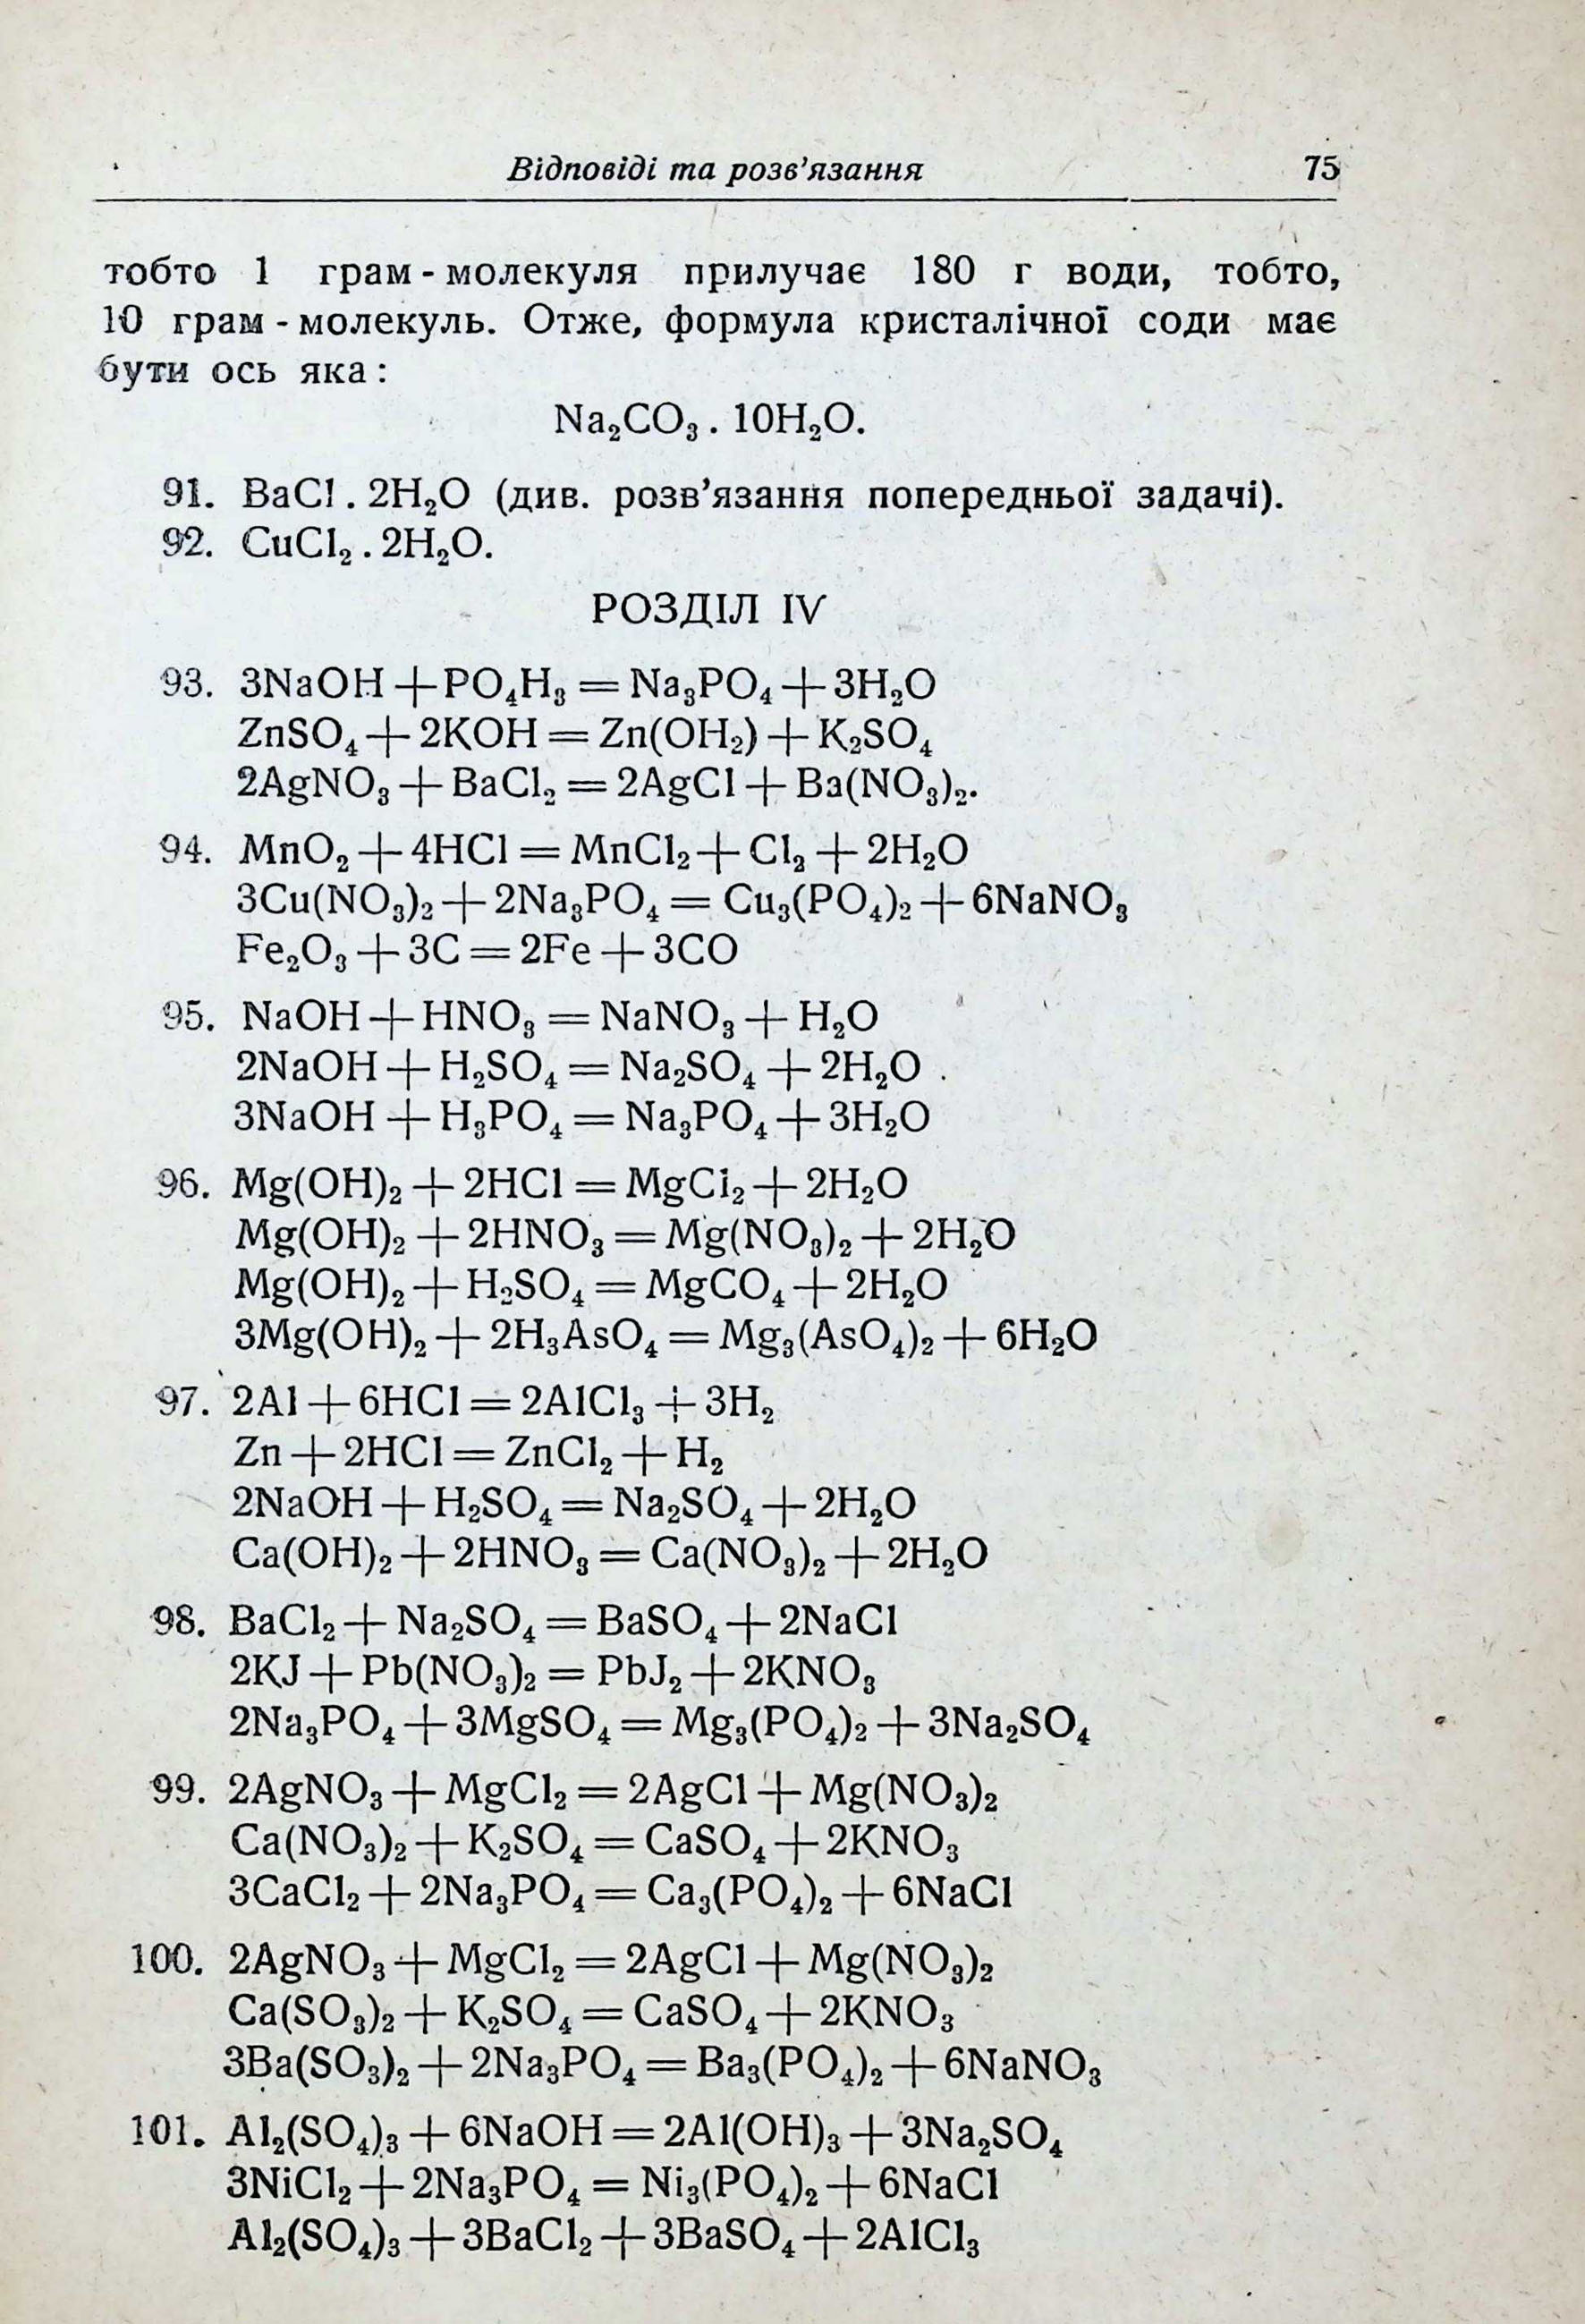 Відповіді та розв’язання 75
тобто 1 грам-молекуля прилучає 180 г води, тобто,
10 грам-молекуль. Отже, формула кристалічної соди має
бути ось яка:
Na₂CO₃ . 10H₂O.
91. BaCl . 2H₂O (див. розв’язання попередньої задачі).
92. CuCl₂ . 2H₂O.
РОЗДІЛ IV
93. 3NaOH + PO₄H₃ = Na₃PO₄ + 3H₂O
ZnSO₄ + 2KOH = Zn(OH₂) + K₂SO₄
2AgNO₃ + BaCl₂ = 2AgCl + Ba(NO₃)₂.
94. MnO₂ + 4HCl = MnCl₂ + Cl₂ + 2H₂O
3Cu(NO₃)₂ + 2Na₃PO₄ = Cu₃(PO₄)₂ + 6NaNO₃
Fe₂O₃ + 3C = 2Fe + 3CO
95. NaOH + HNO₃ = NaNO₃ + H₂O
2NaOH + H₂SO₄ = Na₂SO₄ + 2H₂O
3NaOH + H₃PO₄ = Na₃PO₄ + 3H₂O
96. Mg(OH)₂ + 2HCl = MgCl₂ + 2H₂O
Mg(OH)₂ + 2HNO₃ = Mg(NO₃)₂ + 2H₂O
Mg(OH)₂ + H₂SO₄ = MgCO₄ + 2H₂O
3Mg(OH)₂ + 2H₃AsO₄ = Mg₃(AsO₄)₂ + 6H₂O
97. 2Al + 6HCl = 2AlCl₃ + 3H₂
Zn + 2HCl = ZnCl₂ + H₂
2NaOH + H₂SO₄ = Na₂SO₄ + 2H₂O
Ca(OH)₂ + 2HNO₃ = Ca(NO₃)₂ + 2H₂O
98. BaCl₂ + Na₂SO₄ = BaSO₄ + 2NaCl
2KJ + Pb(NO₃)₂ = PbJ₂ + 2KNO₃
2Na₃PO₄ + 3MgSO₄ = Mg₃(PO₄)₂ + 3Na₂SO₄
99. 2AgNO₃ + MgCl₂ = 2AgCl + Mg(NO₃)₂
Ca(NO₃)₂ + K₂SO₄ = CaSO₄ + 2KNO₃
3CaCl₂ + 2Na₃PO₄ = Ca₃(PO₄)₂ + 6NaCl
100. 2AgNO₃ + MgCl₂ = 2AgCl + Mg(NO₃)₂
Ca(SO₃)₂ + K₂SO₄ = CaSO₄ + 2KNO₃
3Ba(SO₃)₂ + 2Na₃PO₄ = Ba₃(PO₄)₂ + 6NaNO₃
101. Al₂(SO₄)₃ + 6NaOH = 2Al(OH)₃ + 3Na₂SO₄
3NiCl₂ + 2Na₃PO₄ = Ni₃(PO₄)₂ + 6NaCl
Al₂(SO₄)₃ + 3BaCl₂ + 3BaSO₄ + 2AlCl₃